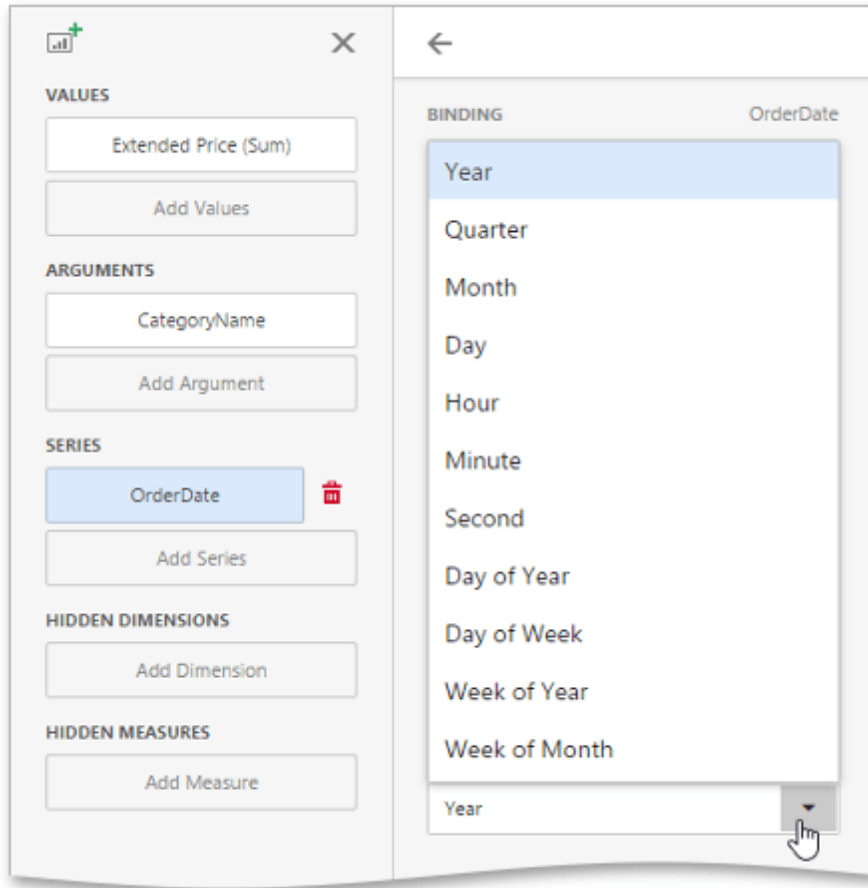 VALUES
Extended Price (Sum)
Add Values
ARGUMENTS
CategoryName
Add Argument
SERIES
OrderDate
Add Series
HIDDEN DIMENSIONS
Add Dimension
HIDDEN MEASURES
Add Measure
BINDING OrderDate
Year
Quarter
Month
Day
Hour
Minute
Second
Day of Year
Day of Week
Week of Year
Week of Month
Year